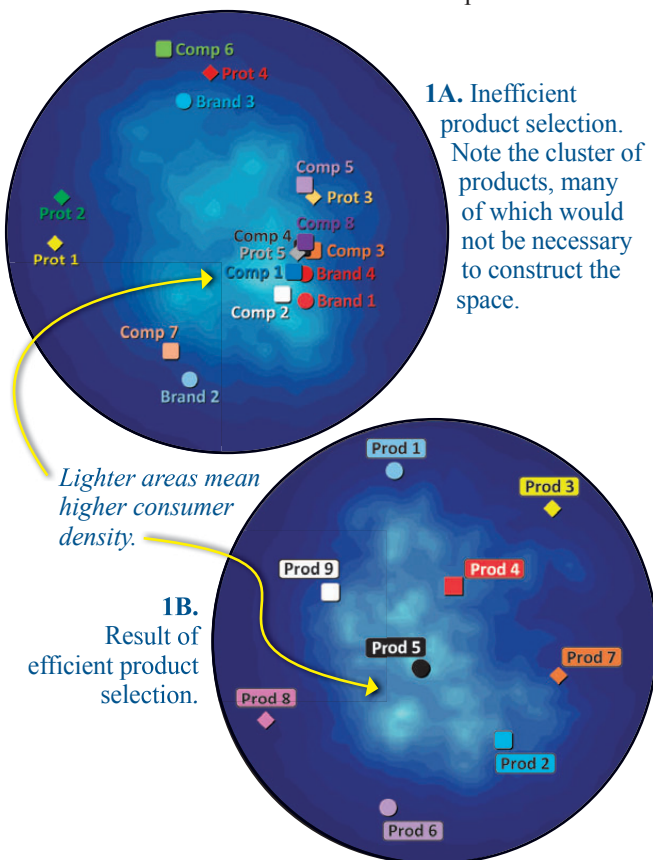 Comp 6
Prot 4
Brand 3
1A. Inefficient
product selection.
Note the cluster of
products, many
of which would
not be necessary
to construct the
space.
Comp 5
Prot 3
Prot 2
Comp 8
Comp 4
Prot 5
Comp 3
Prot 1
Comp 1
Brand 4
Brand 1
Comp 2
Comp 7
Brand 2
Lighter areas mean
higher consumer
density.
1B.
Result of
efficient product
selection.
Prod 1
Prod 3
Prod 9
Prod 4
Prod 5
Prod 7
Prod 8
Prod 2
Prod 6